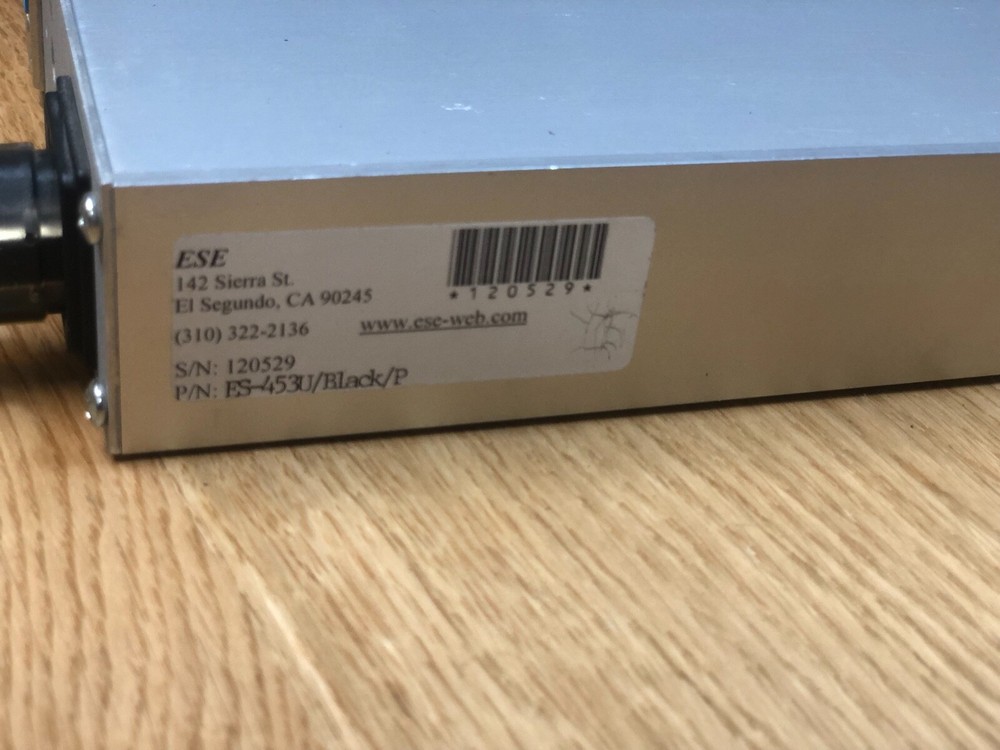 ESE
142 Sierra St.
El Segundo, CA 90245
(310) 322-2136
www.ese-web.com
*120529*
S/N: 120529
P/N: ES-453U/Black/P